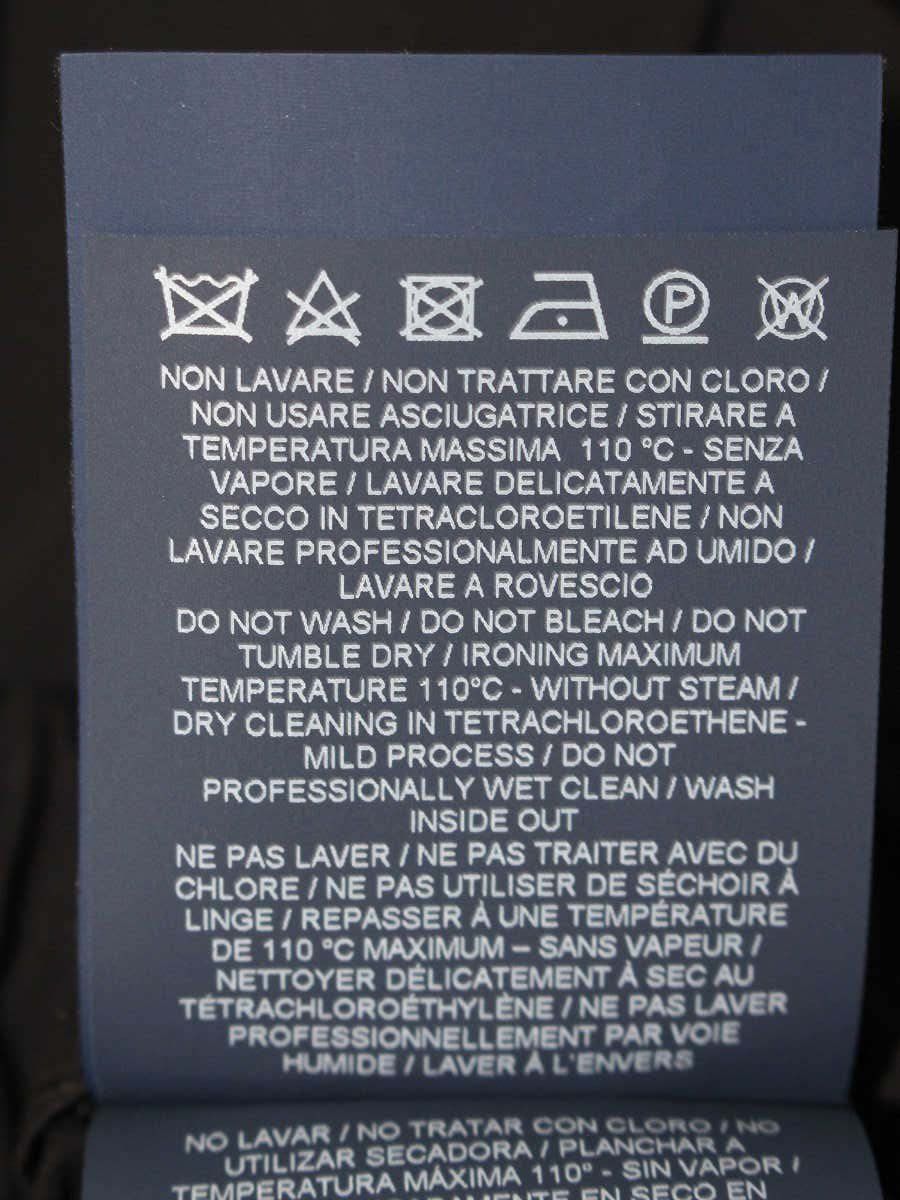 P W
NON LAVARE / NON TRATTARE CON CLORO /
NON USARE ASCIUGATRICE / STIRARE A
TEMPERATURA MASSIMA 110 °C - SENZA
VAPORE / LAVARE DELICATAMENTE A
SECCO IN TETRACLOROETILENE / NON
LAVARE PROFESSIONALMENTE AD UMIDO /
LAVARE A ROVESCIO
DO NOT WASH / DO NOT BLEACH / DO NOT
TUMBLE DRY / IRONING MAXIMUM
TEMPERATURE 110°C - WITHOUT STEAM /
DRY CLEANING IN TETRACHLOROETHENE -
MILD PROCESS / DO NOT
PROFESSIONALLY WET CLEAN / WASH
INSIDE OUT
NE PAS LAVER / NE PAS TRAITER AVEC DU
CHLORE / NE PAS UTILISER DE SÉCHOIR À
LINGE / REPASSER À UNE TEMPÉRATURE
DE 110 °C MAXIMUM – SANS VAPEUR /
NETTOYER DÉLICATEMENT À SEC AU
TÉTRACHLOROÉTHYLÈNE / NE PAS LAVER
PROFESSIONNELLEMENT PAR VOIE
HUMIDE / LAVER À L'ENVERS
NO LAVAR / NO TRATAR CON CLORO / NO
UTILIZAR SECADORA / PLANCHAR A
TEMPERATURA MÁXIMA 110° - SIN VAPOR /
EN SECO EN